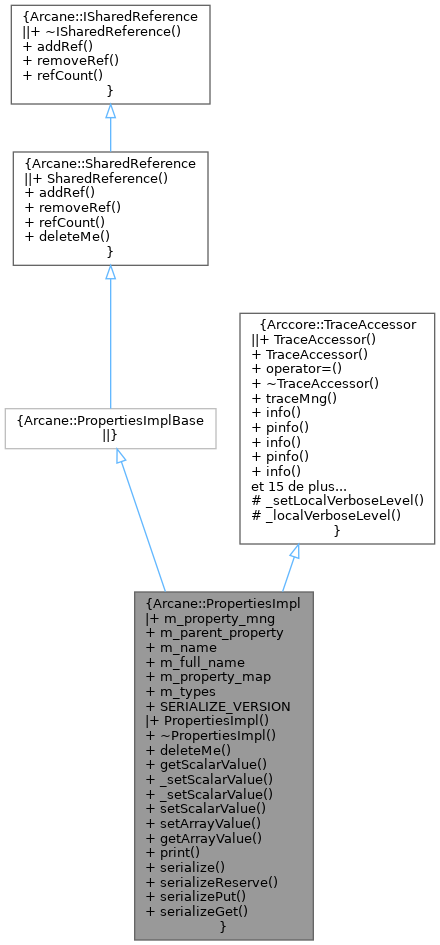 {Arcane::ISharedReference
||+ ~ISharedReference()
+ addRef()
+ removeRef()
+ refCount()
}
{Arcane::SharedReference
||+ SharedReference()
+ addRef()
+ removeRef()
+ refCount()
+ deleteMe()
}
{Arccore::TraceAccessor
||+ TraceAccessor()
+ TraceAccessor()
+ operator=()
+ ~TraceAccessor()
+ traceMng()
+ info()
+ pinfo()
+ info()
+ pinfo()
+ info()
et 15 de plus...
# _setLocalVerboseLevel()
# _localVerboseLevel()
}
{Arcane::PropertiesImplBase
||}
{Arcane::PropertiesImpl
|+ m_property_mng
+ m_parent_property
+ m_name
+ m_full_name
+ m_property_map
+ m_types
+ SERIALIZE_VERSION
|+ PropertiesImpl()
+ ~PropertiesImpl()
+ deleteMe()
+ getScalarValue()
+ _setScalarValue()
+ _setScalarValue()
+ setScalarValue()
+ setArrayValue()
+ getArrayValue()
+ print()
+ serialize()
+ serializeReserve()
+ serializePut()
+ serializeGet()
}